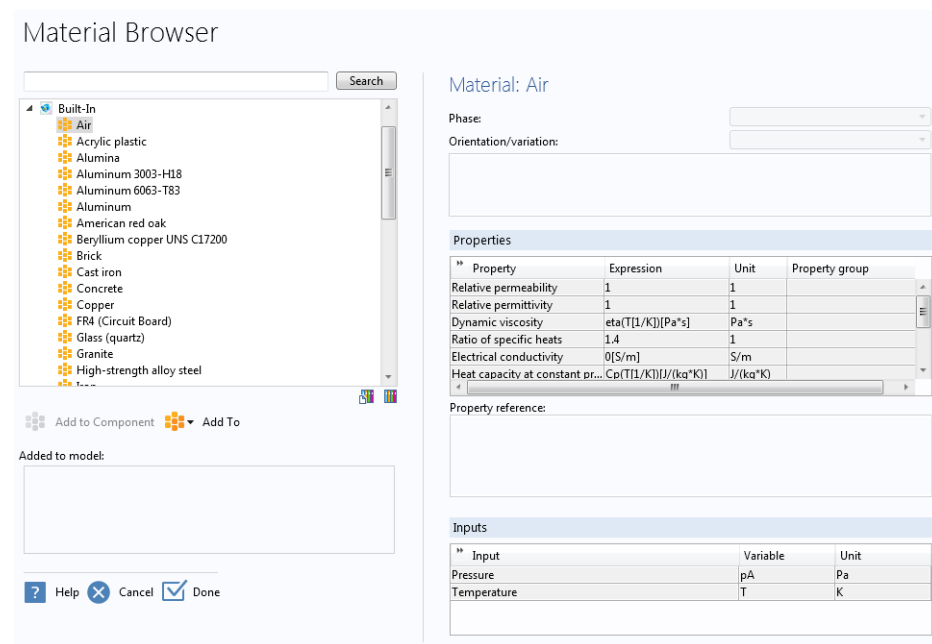 Material Browser
Search
Built-In
Air
Acrylic plastic
Alumina
Aluminum 3003-H18
Aluminum 6063-T83
Aluminum
American red oak
Beryllium copper UNS C17200
Brick
Cast iron
Concrete
Copper
FR4 (Circuit Board)
Glass (quartz)
Granite
High-strength alloy steel
Iron
Add to Component Add To
Added to model:
? Help Cancel Done
Material: Air
Phase:
Orientation/variation:
Properties
Property Expression Unit Property group
Relative permeability 1 1
Relative permittivity 1 1
Dynamic viscosity eta(T[1/K])[Pa*s] Pa*s
Ratio of specific heats 1.4 1
Electrical conductivity 0[S/m] S/m
Heat capacity at constant pr... Cp(T[1/K])[J/(kg*K)] J/(kg*K)
Property reference:
Inputs
Input Variable Unit
Pressure pA Pa
Temperature T K